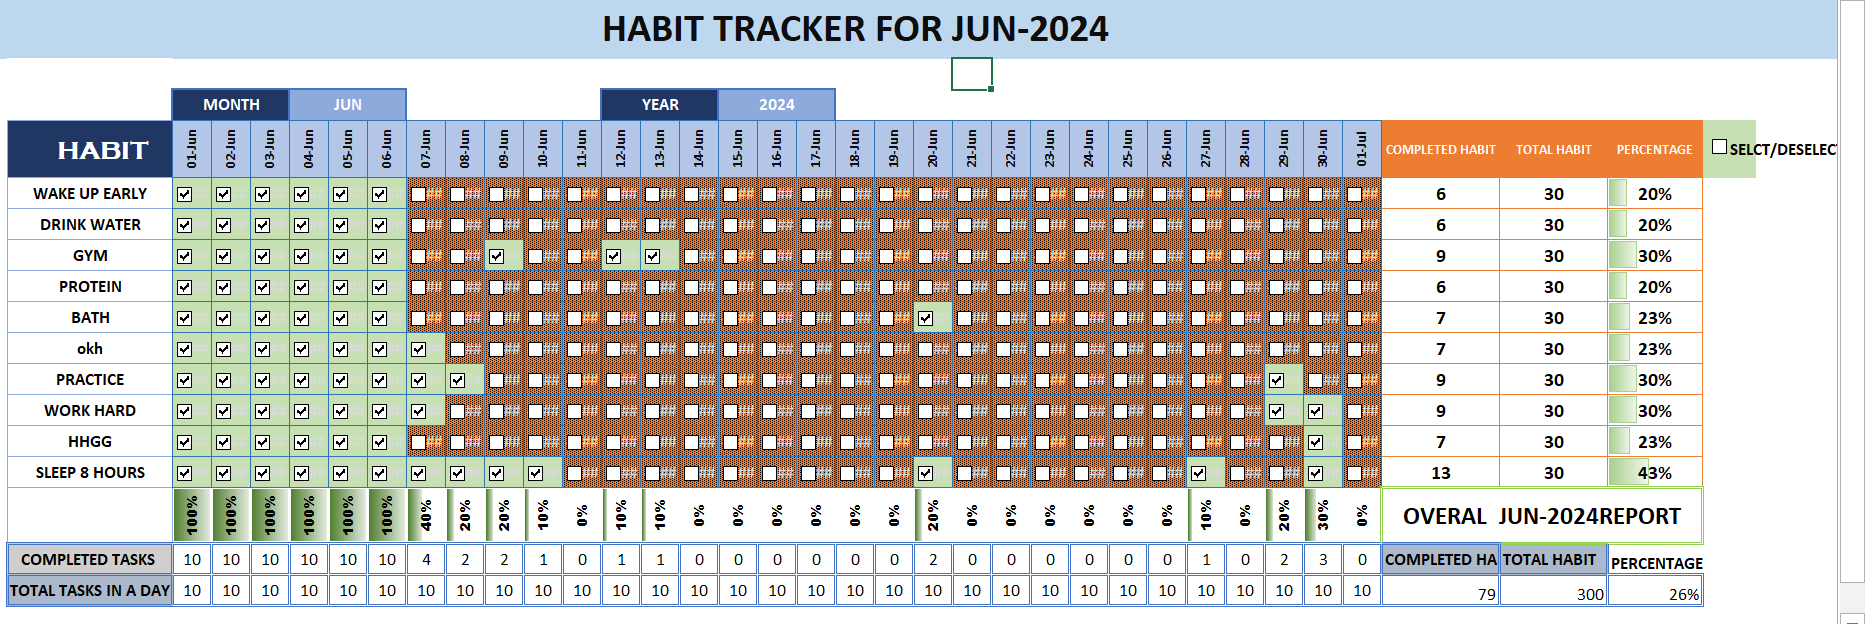 HABIT TRACKER FOR JUN-2024
MONTH JUN YEAR 2024
HABIT 01-Jun 02-Jun 03-Jun 04-Jun 05-Jun 06-Jun 07-Jun 08-Jun 09-Jun 10-Jun 11-Jun 12-Jun 13-Jun 14-Jun 15-Jun 16-Jun 17-Jun 18-Jun 19-Jun 20-Jun 21-Jun 22-Jun 23-Jun 24-Jun 25-Jun 26-Jun 27-Jun 28-Jun 29-Jun 30-Jun 01-Jul COMPLETED HABIT TOTAL HABIT PERCENTAGE SELCT/DESELEC
WAKE UP EARLY 6 30 20%
DRINK WATER 6 30 20%
GYM 9 30 30%
PROTEIN 6 30 20%
BATH 7 30 23%
okh 7 30 23%
PRACTICE 9 30 30%
WORK HARD 9 30 30%
HHGG 7 30 23%
SLEEP 8 HOURS 13 30 43%
100% 100% 100% 100% 100% 100% 40% 20% 20% 10% 0% 10% 10% 0% 0% 0% 0% 0% 0% 20% 0% 0% 0% 0% 0% 0% 10% 0% 20% 30% 0% OVERAL JUN-2024REPORT
COMPLETED TASKS 10 10 10 10 10 10 4 2 2 1 0 1 1 0 0 0 0 0 0 2 0 0 0 0 0 0 1 0 2 3 0 COMPLETED HA TOTAL HABIT PERCENTAGE
TOTAL TASKS IN A DAY 10 10 10 10 10 10 10 10 10 10 10 10 10 10 10 10 10 10 10 10 10 10 10 10 10 10 10 10 10 10 10 79 300 26%